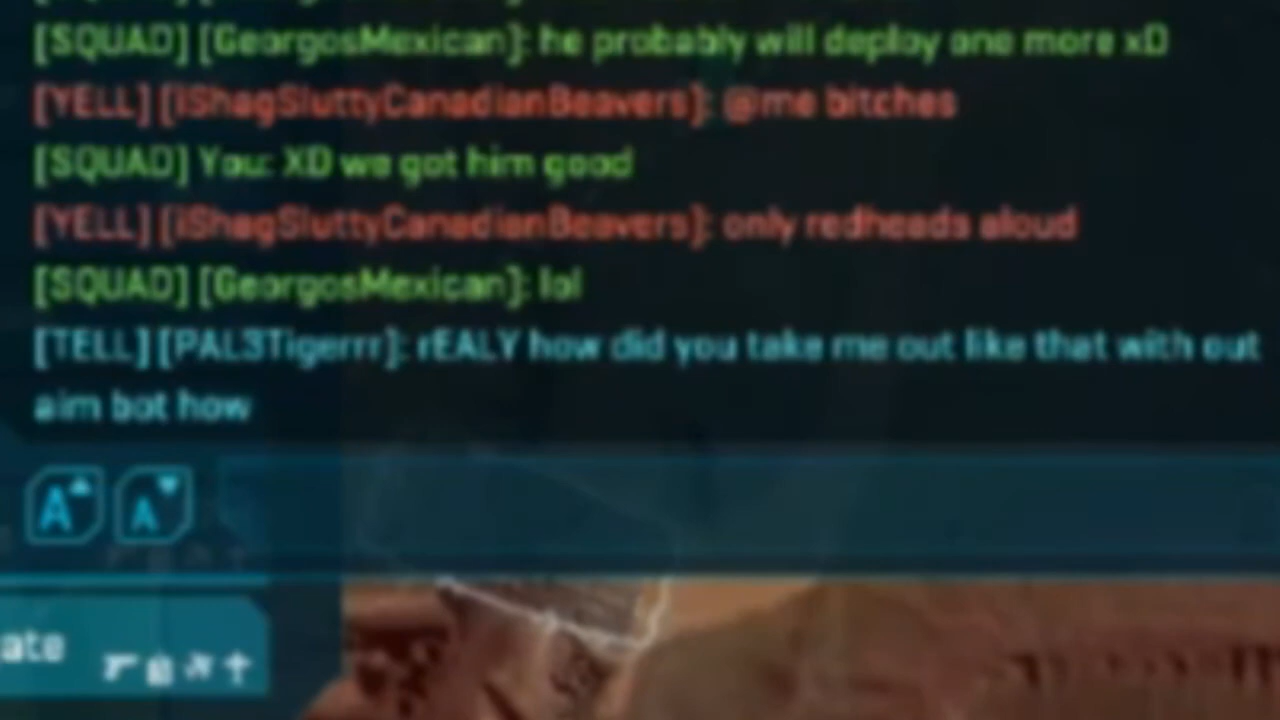 [SQUAD] [GeorgosMexican]: he probably will deploy one more xD
[YELL] [iShagSluttyCanadianBeavers]: @me bitches
[SQUAD] You: XD we got him good
[YELL] [iShagSluttyCanadianBeavers]: only redheads aloud
[SQUAD] [GeorgosMexican]: lol
[TELL] [PAL3Tigerrr]: rEALY how did you take me out like that with out
aim bot how
A A
ate